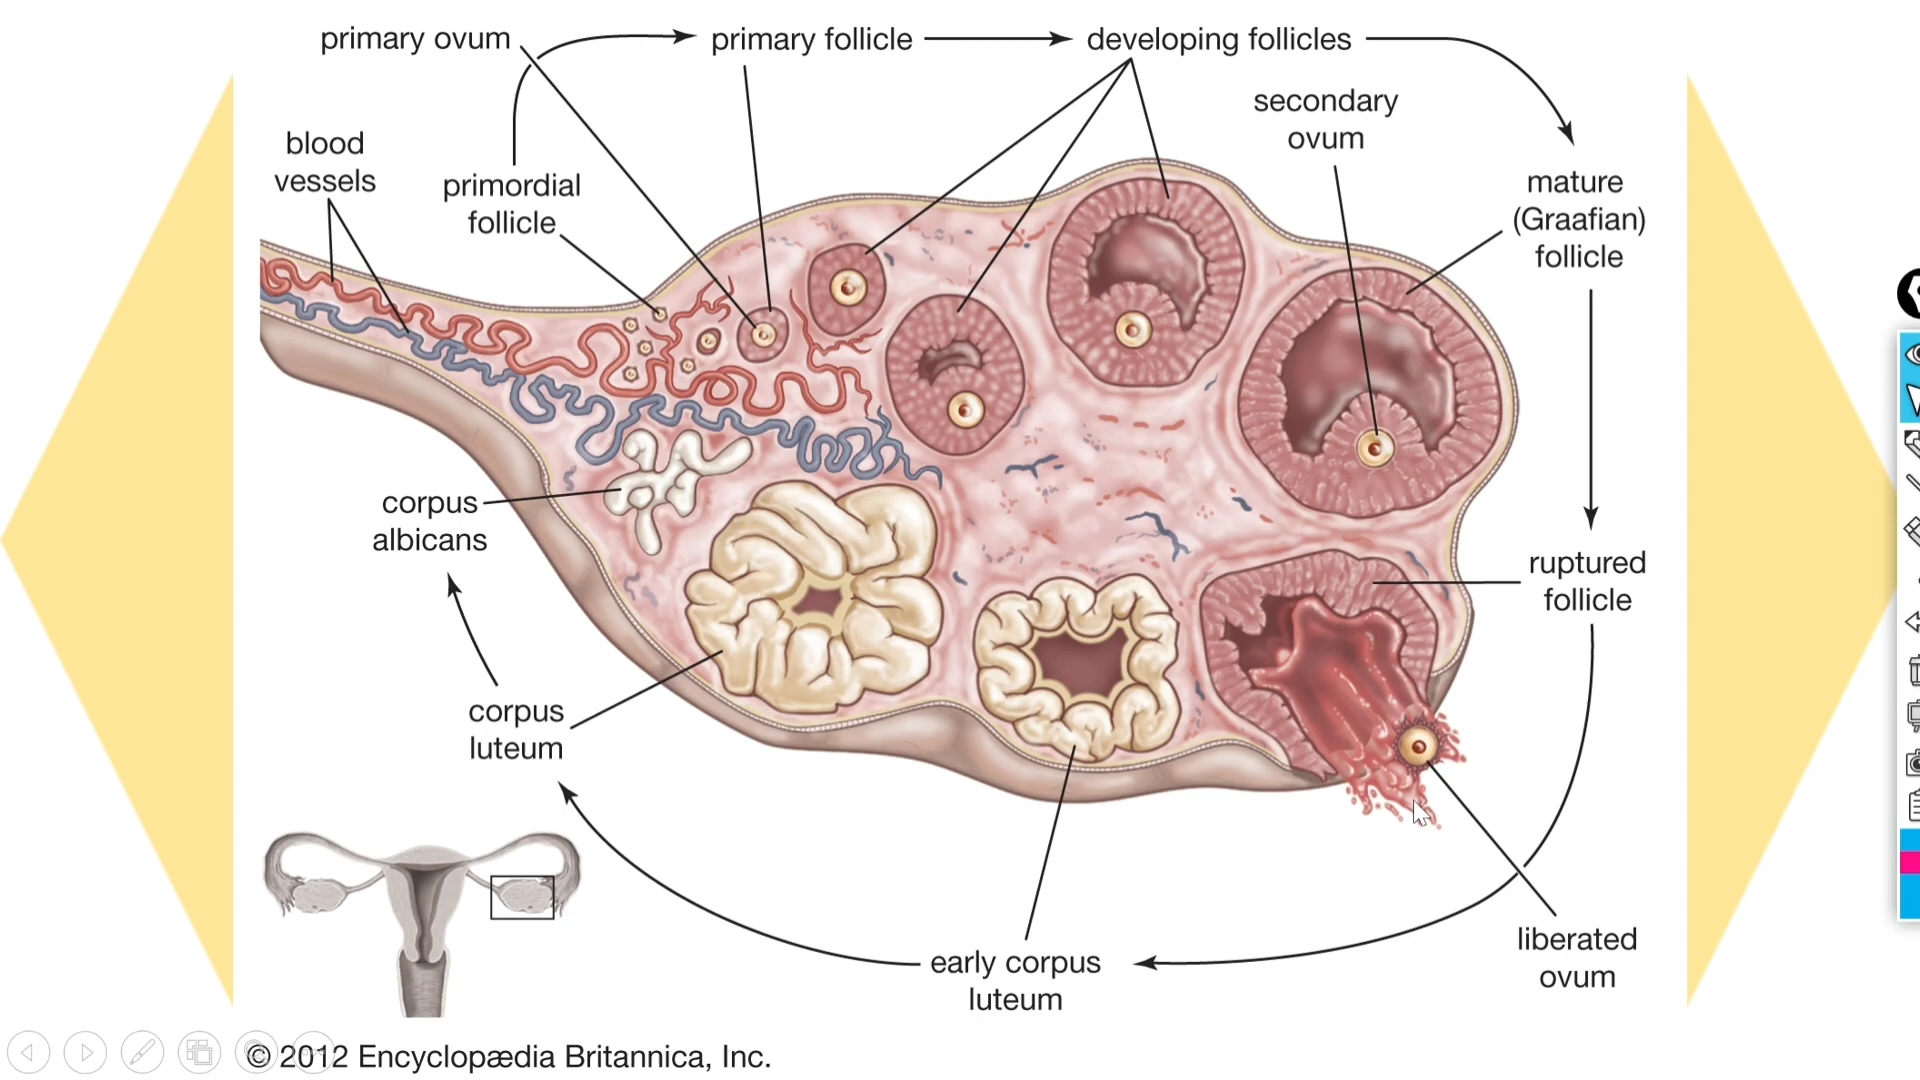 primary ovum
primary follicle
developing follicles
secondary
ovum
blood
vessels
primordial
follicle
mature
(Graafian)
follicle
corpus
albicans
ruptured
follicle
corpus
luteum
early corpus
luteum
liberated
ovum
© 2012 Encyclopædia Britannica, Inc.